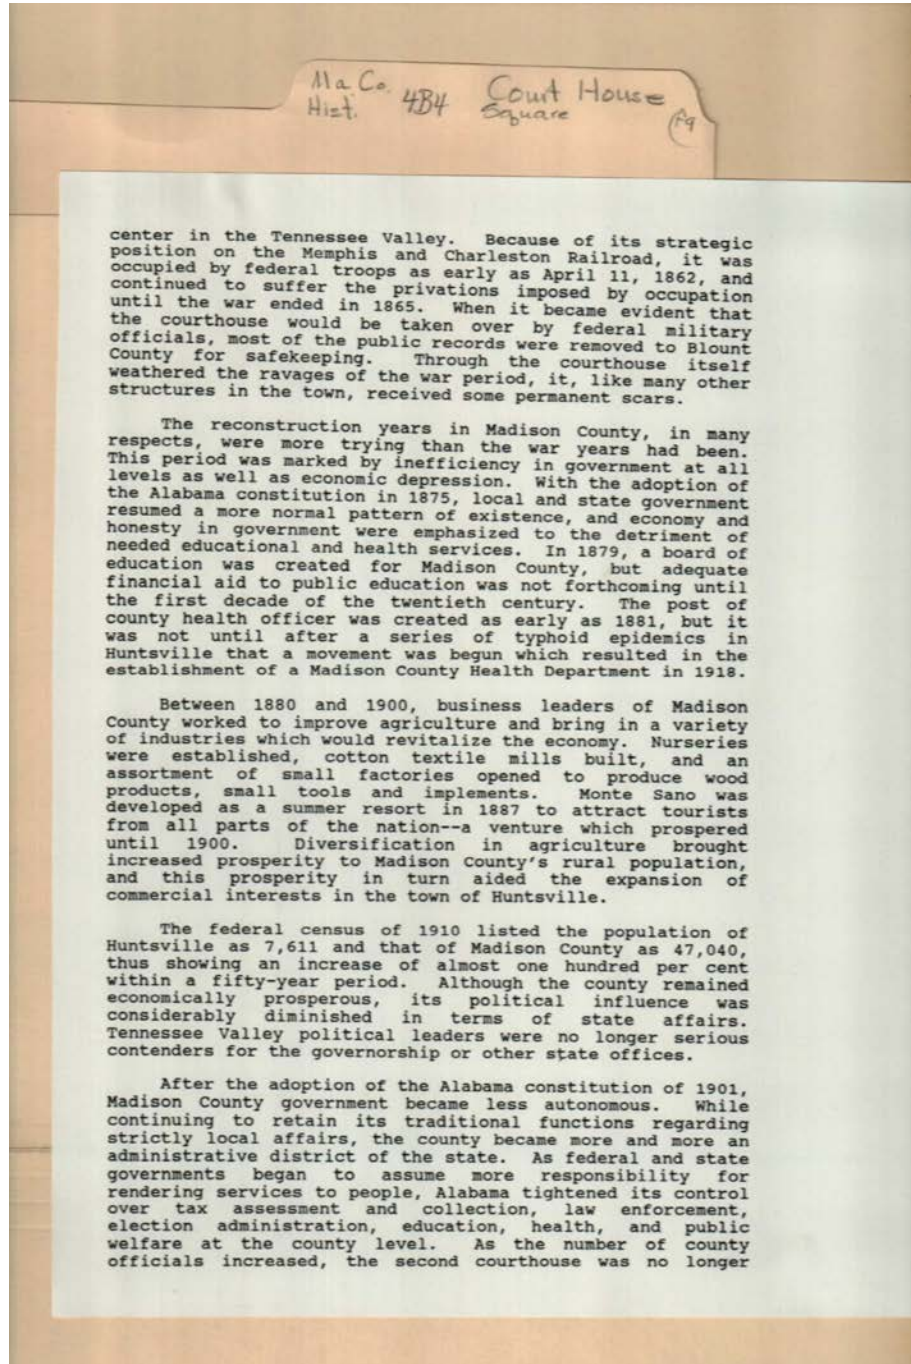 Ma. Co. Court House
Hist. 4B4 Square
center in the Tennessee Valley. Because of its strategic
position on the Memphis and Charleston Railroad, it was
occupied by federal troops as early as April 11, 1862, and
continued to suffer the privations imposed by occupation
until the war ended in 1865. When it became evident that
the courthouse would be taken over by federal military
officials, most of the public records were removed to Blount
County for safekeeping. Through the courthouse itself
weathered the ravages of the war period, it, like many other
structures in the town, received some permanent scars.
The reconstruction years in Madison County, in many
respects, were more trying than the war years had been.
This period was marked by inefficiency in government at all
levels as well as economic depression. With the adoption of
the Alabama constitution in 1875, local and state government
resumed a more normal pattern of existence, and economy and
honesty in government were emphasized to the detriment of
needed educational and health services. In 1879, a board of
education was created for Madison County, but adequate
financial aid to public education was not forthcoming until
the first decade of the twentieth century. The post of
county health officer was created as early as 1881, but it
was not until after a series of typhoid epidemics in
Huntsville that a movement was begun which resulted in the
establishment of a Madison County Health Department in 1918.
Between 1880 and 1900, business leaders of Madison
County worked to improve agriculture and bring in a variety
of industries which would revitalize the economy. Nurseries
were established, cotton textile mills built, and an
assortment of small factories opened to produce wood
products, small tools and implements. Monte Sano was
developed as a summer resort in 1887 to attract tourists
from all parts of the nation--a venture which prospered
until 1900. Diversification in agriculture brought
increased prosperity to Madison County's rural population,
and this prosperity in turn aided the expansion of
commercial interests in the town of Huntsville.
The federal census of 1910 listed the population of
Huntsville as 7,611 and that of Madison County as 47,040,
thus showing an increase of almost one hundred per cent
within a fifty-year period. Although the county remained
economically prosperous, its political influence was
considerably diminished in terms of state affairs.
Tennessee Valley political leaders were no longer serious
contenders for the governorship or other state offices.
After the adoption of the Alabama constitution of 1901,
Madison County government became less autonomous. While
continuing to retain its traditional functions regarding
strictly local affairs, the county became more and more an
administrative district of the state. As federal and state
governments began to assume more responsibility for
rendering services to people, Alabama tightened its control
over tax assessment and collection, law enforcement,
election administration, education, health, and public
welfare at the county level. As the number of county
officials increased, the second courthouse was no longer